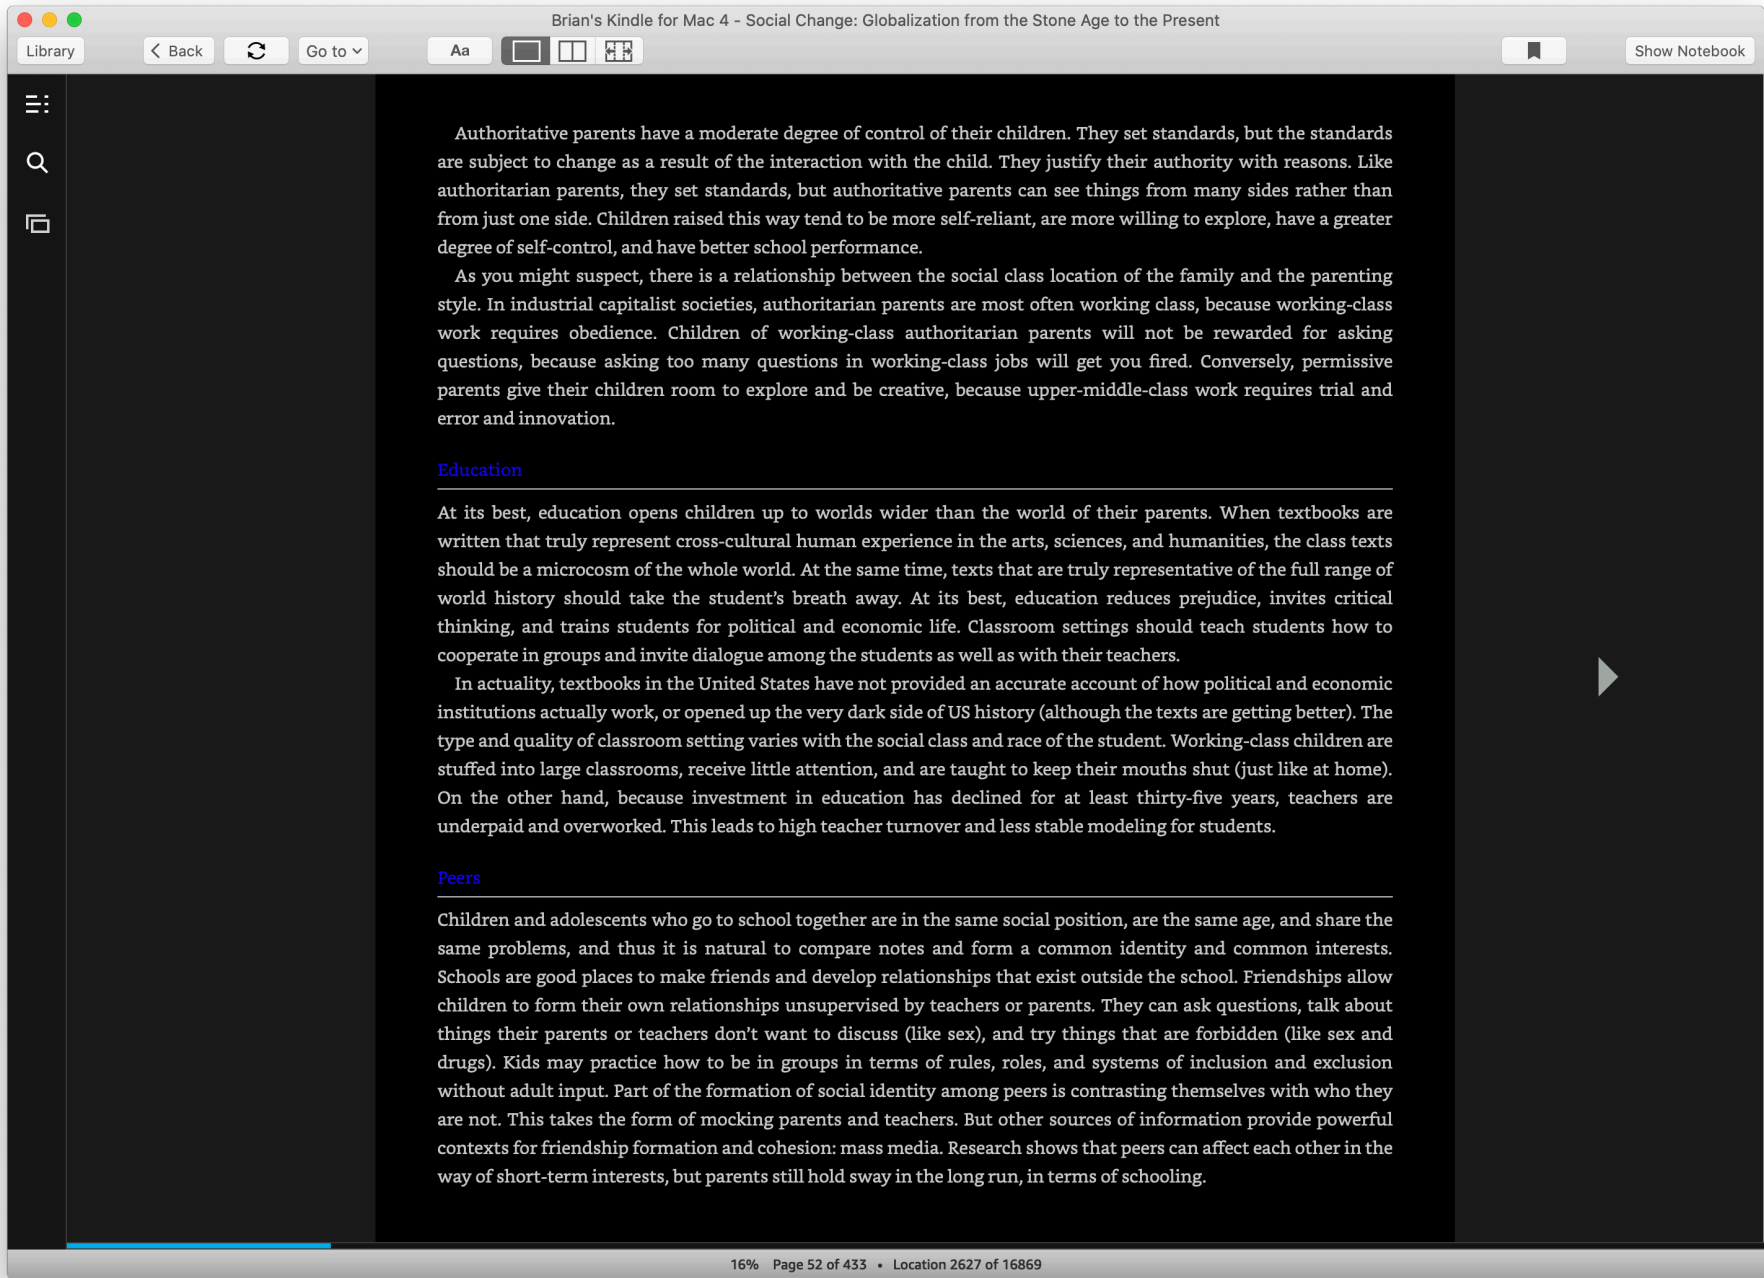 Brian's Kindle for Mac 4 - Social Change: Globalization from the Stone Age to the Present
Library
Back
Go to
Aa
Show Notebook
Authoritative parents have a moderate degree of control of their children. They set standards, but the standards
are subject to change as a result of the interaction with the child. They justify their authority with reasons. Like
authoritarian parents, they set standards, but authoritative parents can see things from many sides rather than
from just one side. Children raised this way tend to be more self-reliant, are more willing to explore, have a greater
degree of self-control, and have better school performance.
As you might suspect, there is a relationship between the social class location of the family and the parenting
style. In industrial capitalist societies, authoritarian parents are most often working class, because working-class
work requires obedience. Children of working-class authoritarian parents will not be rewarded for asking
questions, because asking too many questions in working-class jobs will get you fired. Conversely, permissive
parents give their children room to explore and be creative, because upper-middle-class work requires trial and
error and innovation.
Education
At its best, education opens children up to worlds wider than the world of their parents. When textbooks are
written that truly represent cross-cultural human experience in the arts, sciences, and humanities, the class texts
should be a microcosm of the whole world. At the same time, texts that are truly representative of the full range of
world history should take the student’s breath away. At its best, education reduces prejudice, invites critical
thinking, and trains students for political and economic life. Classroom settings should teach students how to
cooperate in groups and invite dialogue among the students as well as with their teachers.
In actuality, textbooks in the United States have not provided an accurate account of how political and economic
institutions actually work, or opened up the very dark side of US history (although the texts are getting better). The
type and quality of classroom setting varies with the social class and race of the student. Working-class children are
stuffed into large classrooms, receive little attention, and are taught to keep their mouths shut (just like at home).
On the other hand, because investment in education has declined for at least thirty-five years, teachers are
underpaid and overworked. This leads to high teacher turnover and less stable modeling for students.
Peers
Children and adolescents who go to school together are in the same social position, are the same age, and share the
same problems, and thus it is natural to compare notes and form a common identity and common interests.
Schools are good places to make friends and develop relationships that exist outside the school. Friendships allow
children to form their own relationships unsupervised by teachers or parents. They can ask questions, talk about
things their parents or teachers don’t want to discuss (like sex), and try things that are forbidden (like sex and
drugs). Kids may practice how to be in groups in terms of rules, roles, and systems of inclusion and exclusion
without adult input. Part of the formation of social identity among peers is contrasting themselves with who they
are not. This takes the form of mocking parents and teachers. But other sources of information provide powerful
contexts for friendship formation and cohesion: mass media. Research shows that peers can affect each other in the
way of short-term interests, but parents still hold sway in the long run, in terms of schooling.
16% Page 52 of 433 • Location 2627 of 16869